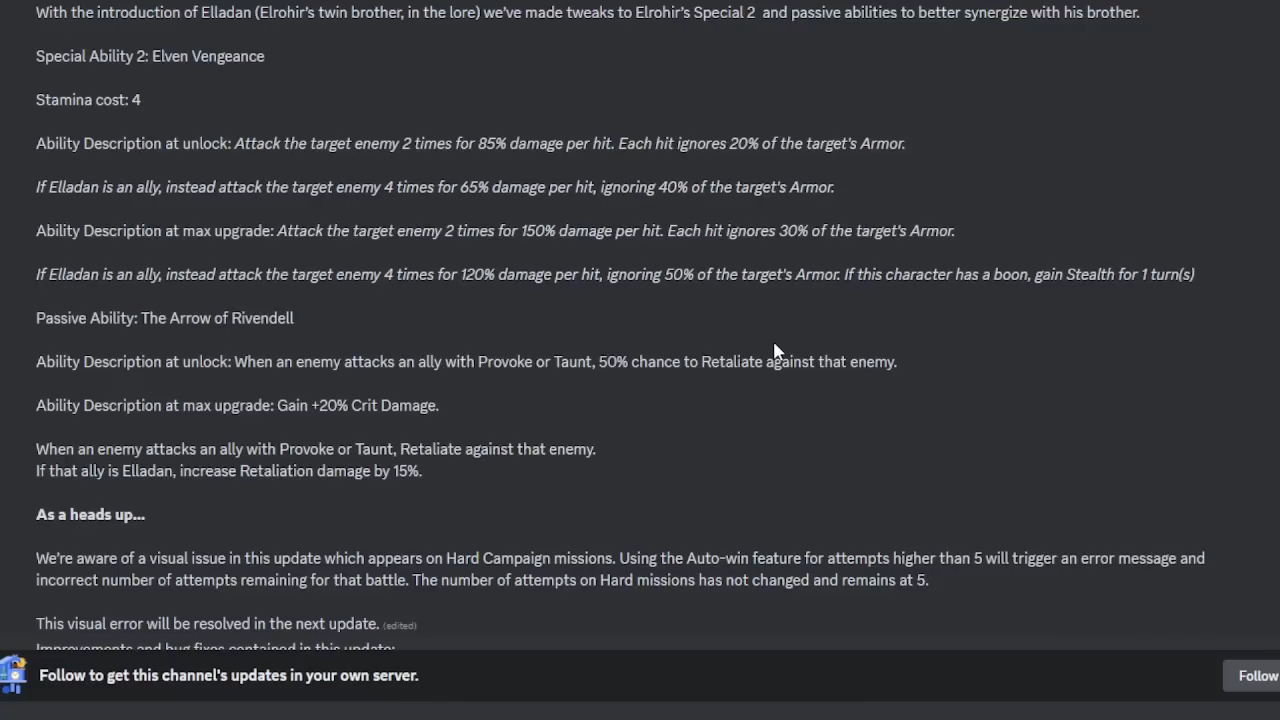 With the introduction of Elladan (Elrohir's twin brother, in the lore) we've made tweaks to Elrohir's Special 2  and passive abilities to better synergize with his brother.
Special Ability 2: Elven Vengeance
Stamina cost: 4
Ability Description at unlock: Attack the target enemy 2 times for 85% damage per hit. Each hit ignores 20% of the target's Armor.
If Elladan is an ally, instead attack the target enemy 4 times for 65% damage per hit, ignoring 40% of the target's Armor.
Ability Description at max upgrade: Attack the target enemy 2 times for 150% damage per hit. Each hit ignores 30% of the target's Armor.
If Elladan is an ally, instead attack the target enemy 4 times for 120% damage per hit, ignoring 50% of the target's Armor. If this character has a boon, gain Stealth for 1 turn(s)
Passive Ability: The Arrow of Rivendell
Ability Description at unlock: When an enemy attacks an ally with Provoke or Taunt, 50% chance to Retaliate against that enemy.
Ability Description at max upgrade: Gain +20% Crit Damage.
When an enemy attacks an ally with Provoke or Taunt, Retaliate against that enemy.
If that ally is Elladan, increase Retaliation damage by 15%.
As a heads up...
We're aware of a visual issue in this update which appears on Hard Campaign missions. Using the Auto-win feature for attempts higher than 5 will trigger an error message and
incorrect number of attempts remaining for that battle. The number of attempts on Hard missions has not changed and remains at 5.
This visual error will be resolved in the next update. (edited)
Improvements and bug fixes contained in this update:
Follow to get this channel's updates in your own server.
Follow